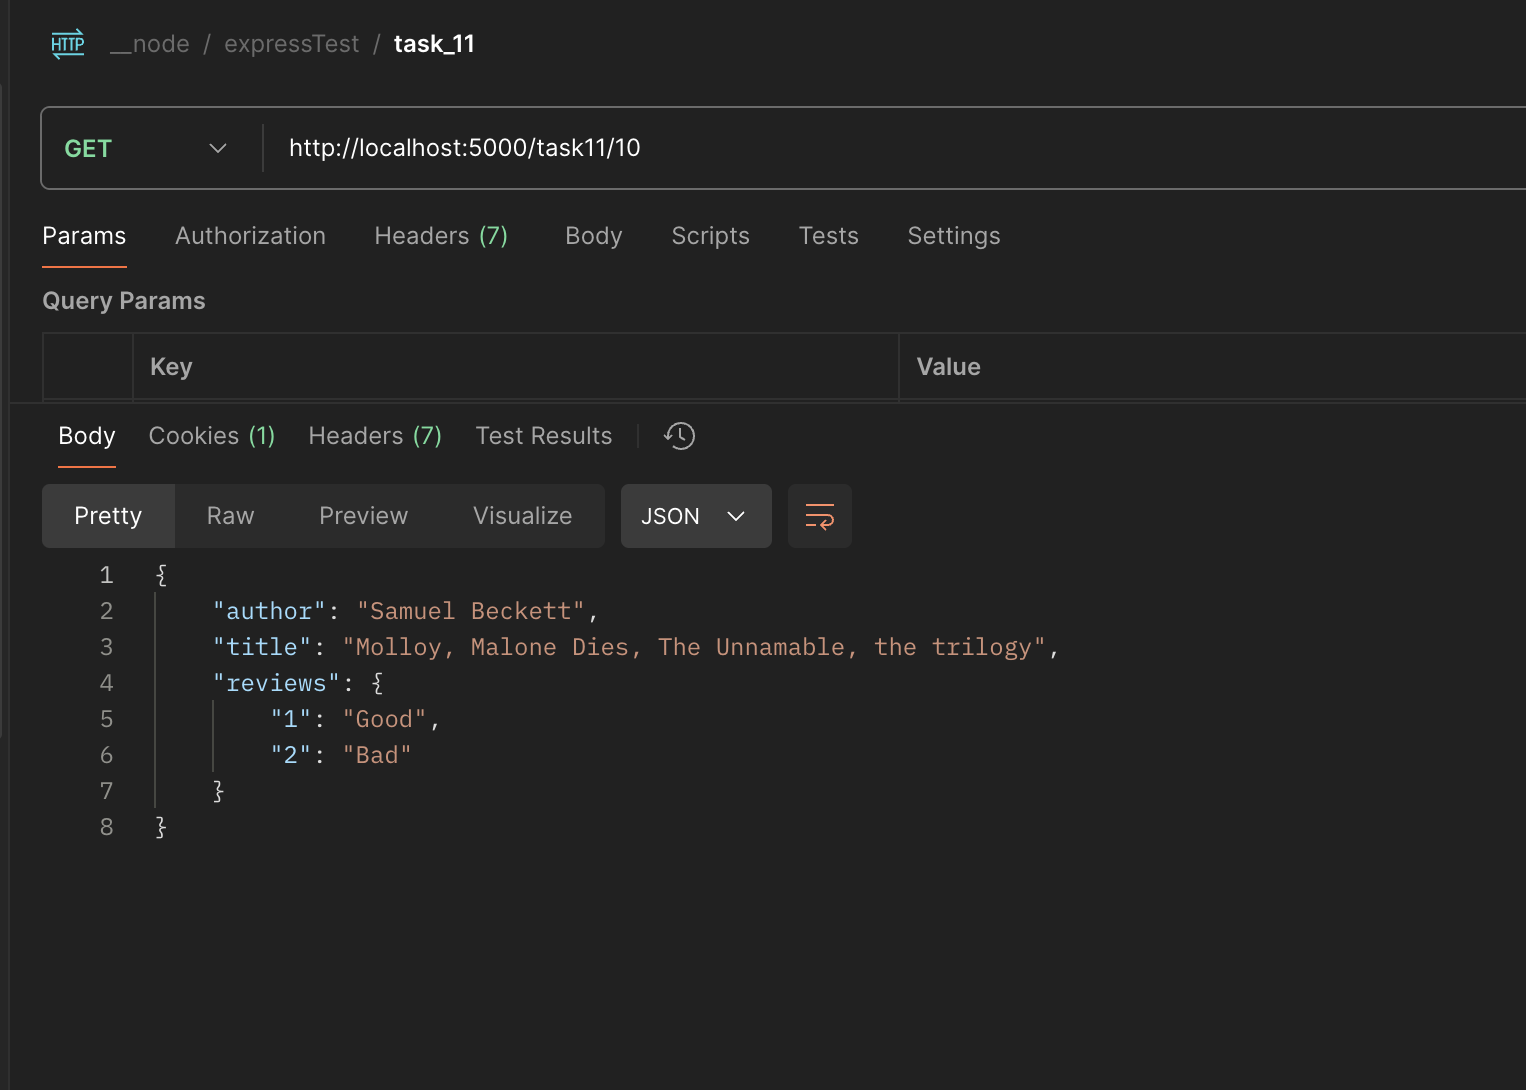 HTTP __node / expressTest / task_11
GET http://localhost:5000/task11/10
Params Authorization Headers (7) Body Scripts Tests Settings
Query Params
Key Value
Body Cookies (1) Headers (7) Test Results
Pretty Raw Preview Visualize JSON
1 {
2 "author": "Samuel Beckett",
3 "title": "Molloy, Malone Dies, The Unnamable, the trilogy",
4 "reviews": {
5 "1": "Good",
6 "2": "Bad"
7 }
8 }